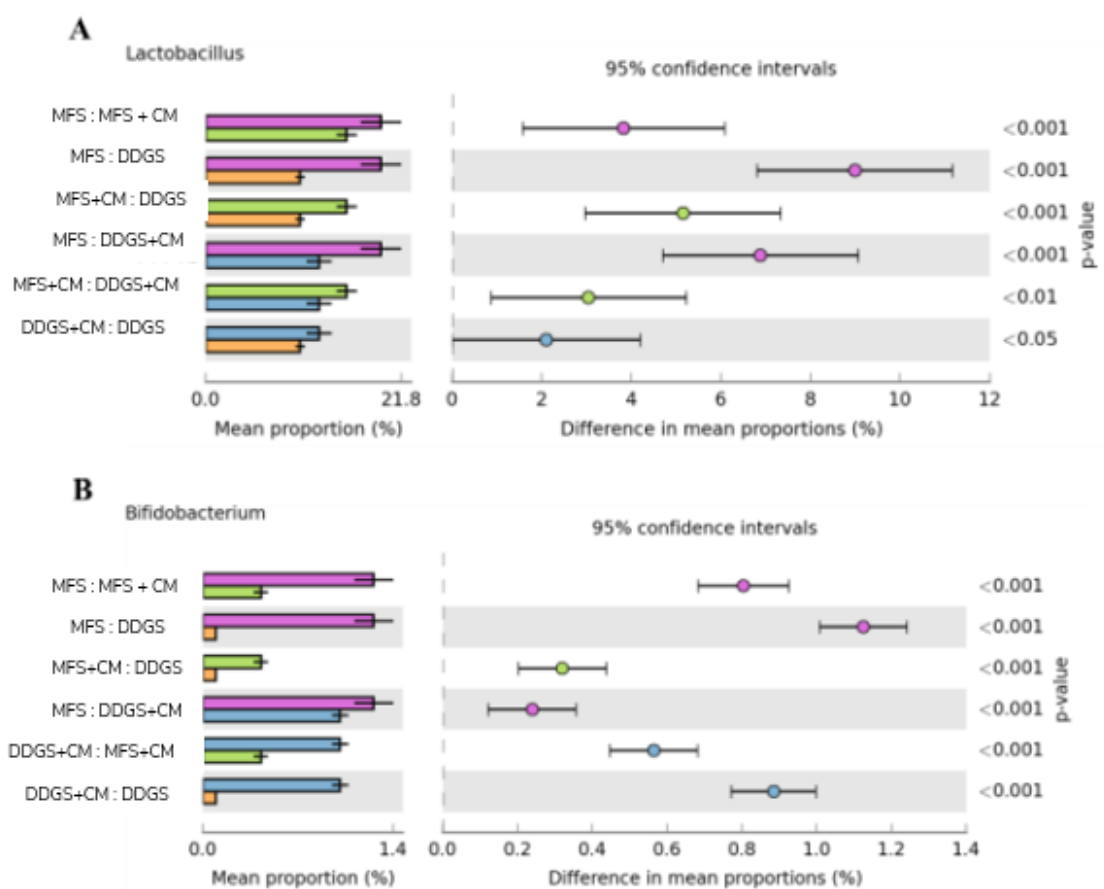 A
Lactobacillus
95% confidence intervals
MFS : MFS + CM
<0.001
MFS : DDGS
<0.001
MFS+CM : DDGS
<0.001
MFS : DDGS+CM
<0.001
MFS+CM : DDGS+CM
<0.01
DDGS+CM : DDGS
<0.05
p-value
0.0 21.8
0 2 4 6 8 10 12
Mean proportion (%)
Difference in mean proportions (%)
B
Bifidobacterium
95% confidence intervals
MFS : MFS + CM
<0.001
MFS : DDGS
<0.001
MFS+CM : DDGS
<0.001
MFS : DDGS+CM
<0.001
DDGS+CM : MFS+CM
<0.001
DDGS+CM : DDGS
<0.001
p-value
0.0 1.4
0.0 0.2 0.4 0.6 0.8 1.0 1.2 1.4
Mean proportion (%)
Difference in mean proportions (%)